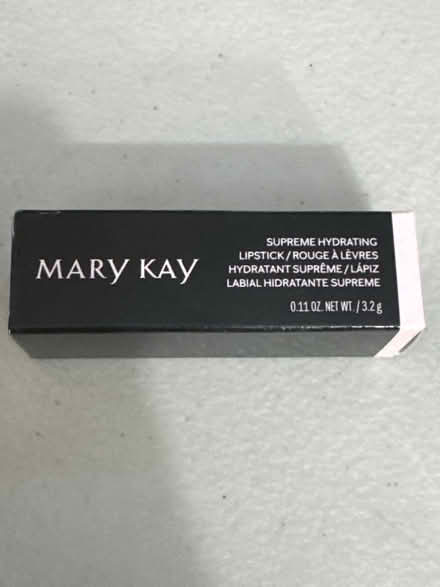 MARY KAY
SUPREME HYDRATING
LIPSTICK / ROUGE À LÈVRES
HYDRATANT SUPRÊME / LÁPIZ
LABIAL HIDRATANTE SUPREME
0.11 OZ. NET WT. / 3.2 g